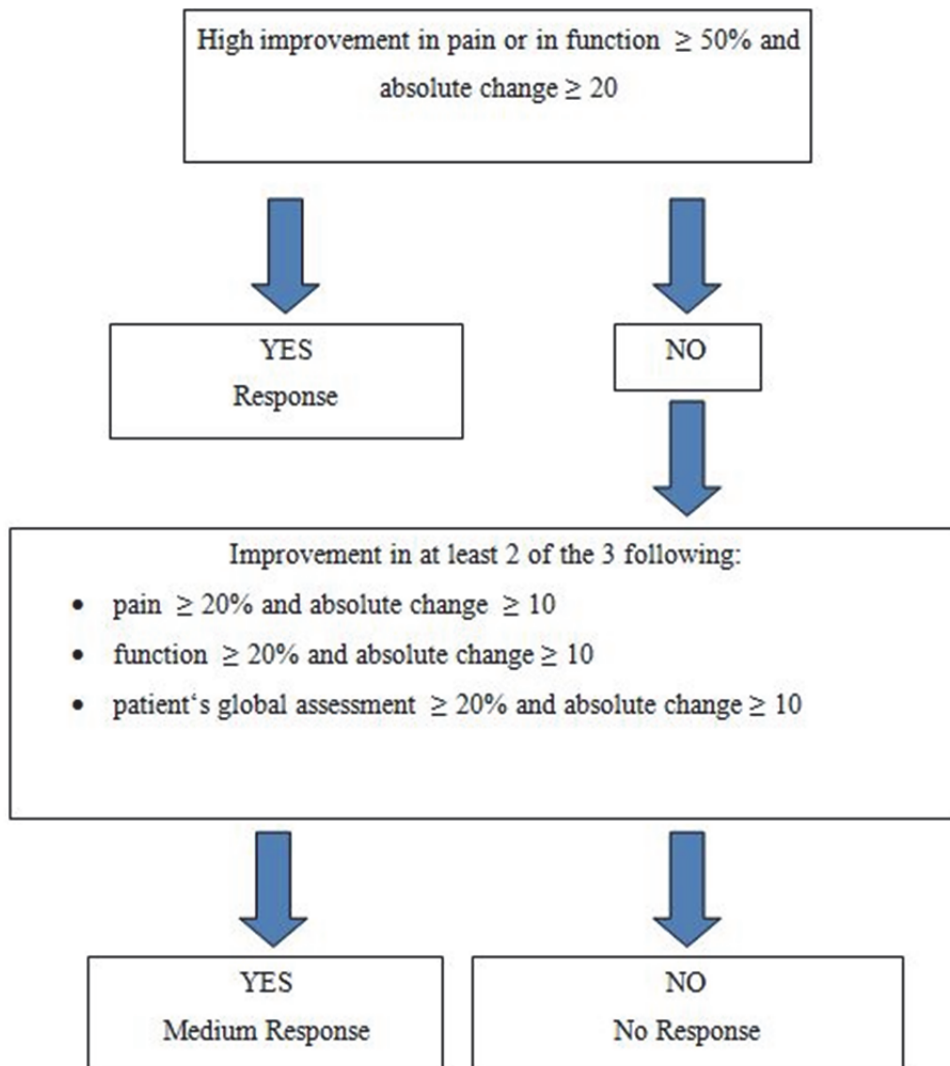 High improvement in pain or in function ≥ 50% and
absolute change ≥ 20
YES
Response
NO
Improvement in at least 2 of the 3 following:
• pain ≥ 20% and absolute change ≥ 10
• function ≥ 20% and absolute change ≥ 10
• patient‘s global assessment ≥ 20% and absolute change ≥ 10
YES
Medium Response
NO
No Response